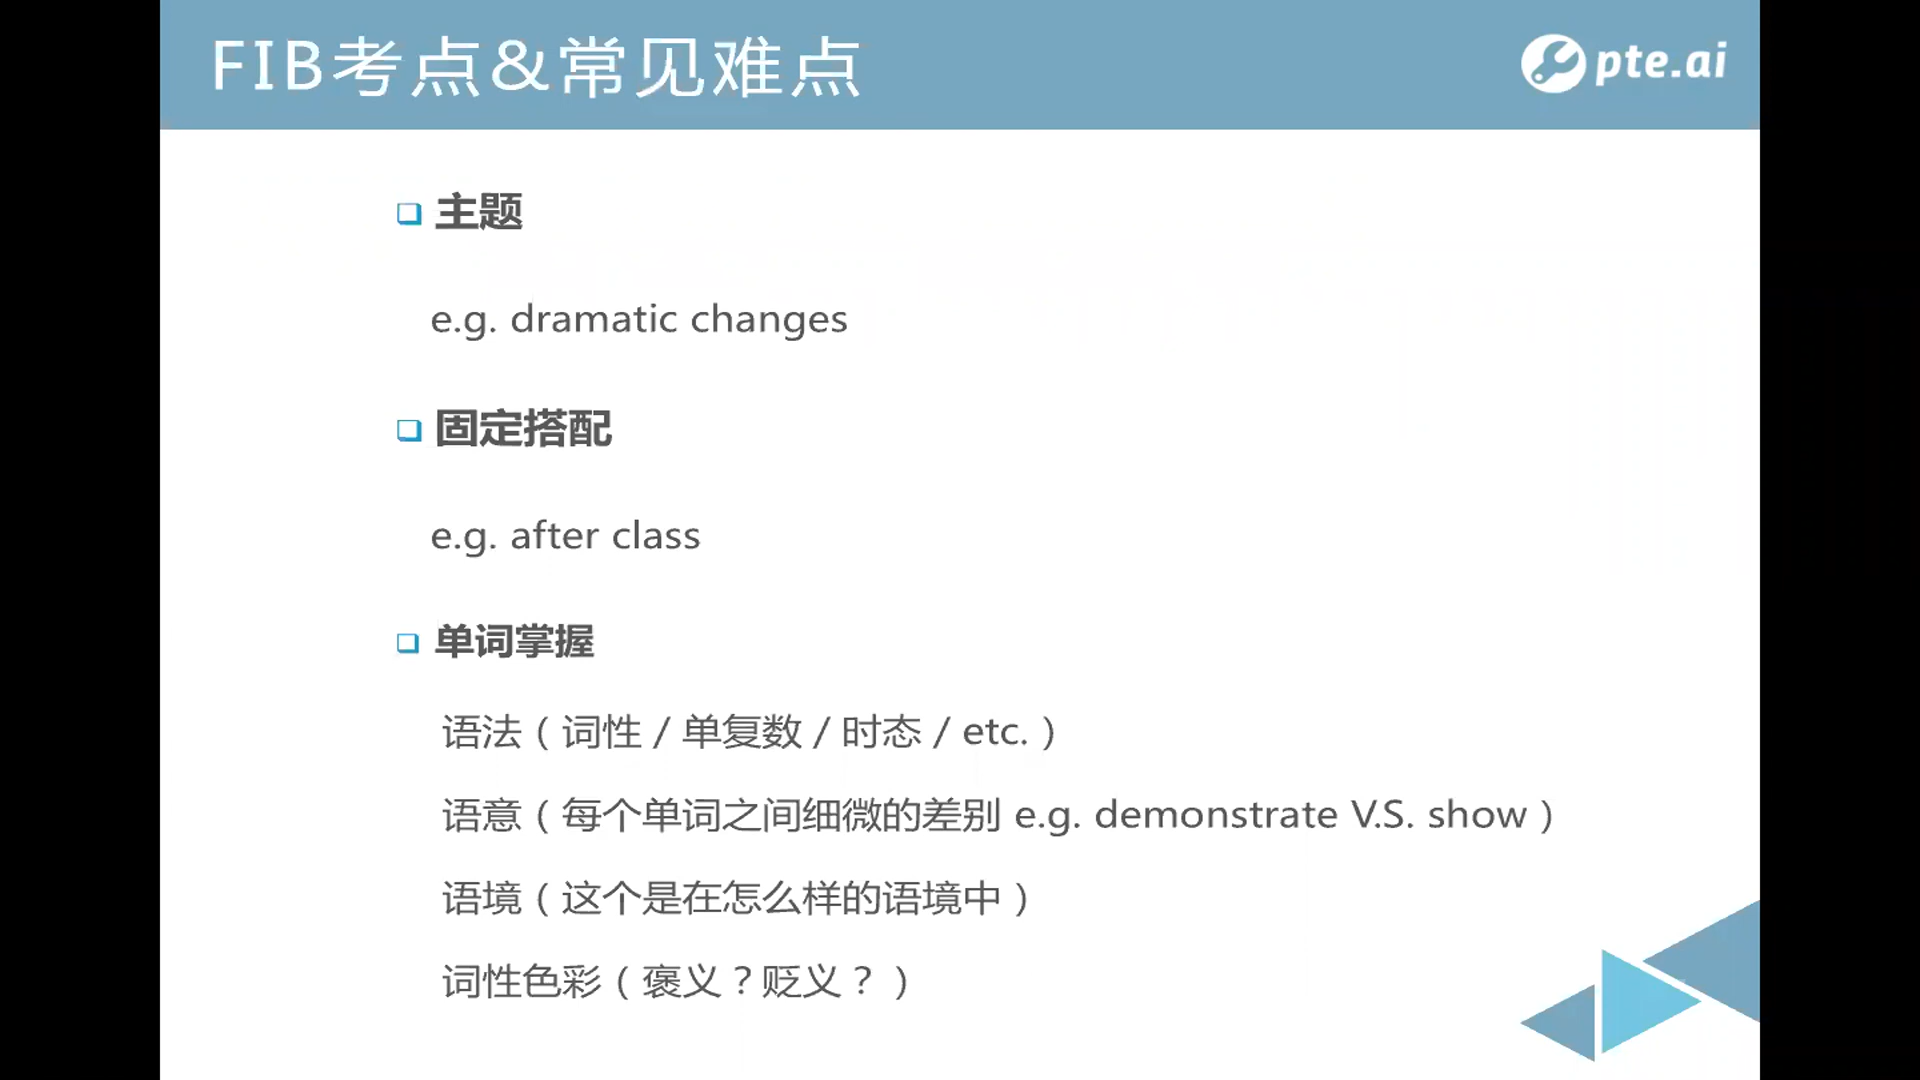 FIB考点&常见难点
pte.ai
主题
e.g. dramatic changes
固定搭配
e.g. after class
单词掌握
语法（词性 / 单复数 / 时态 / etc.）
语意（每个单词之间细微的差别 e.g. demonstrate V.S. show）
语境（这个是在怎么样的语境中）
词性色彩（褒义？贬义？）